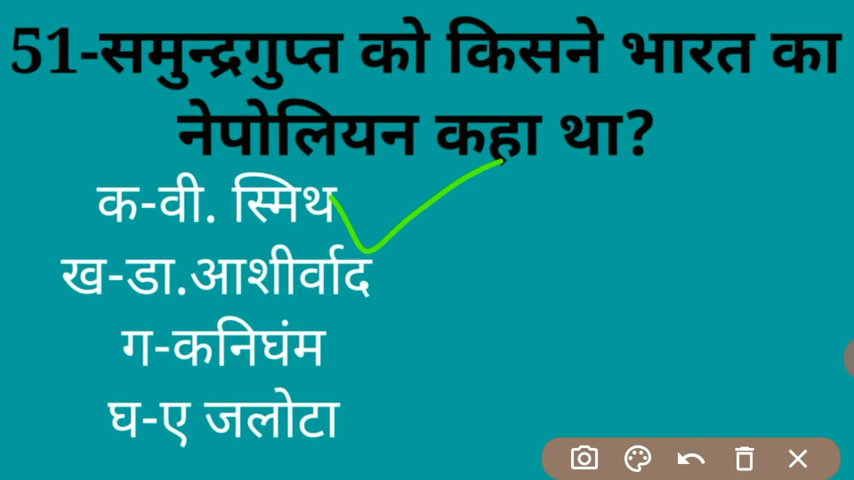 51-समुन्द्रगुप्त को किसने भारत का
नेपोलियन कहा था?
क-वी. स्मिथ
ख-डा.आशीर्वाद
ग-कनिघंम
घ-ए जलोटा